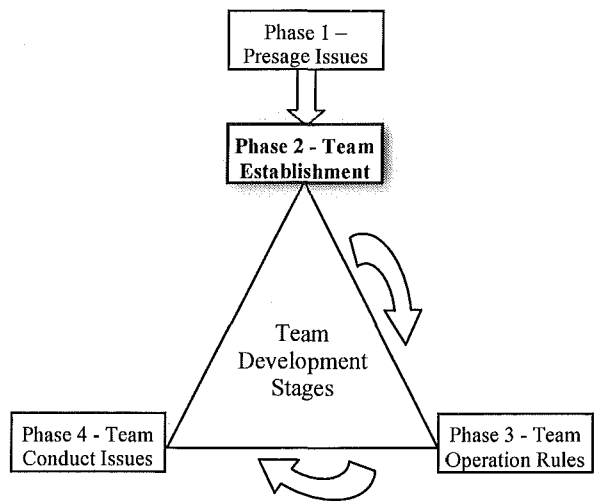 Phase 1 –
Presage Issues
Phase 2 - Team
Establishment
Team
Development
Stages
Phase 4 - Team
Conduct Issues
Phase 3 - Team
Operation Rules